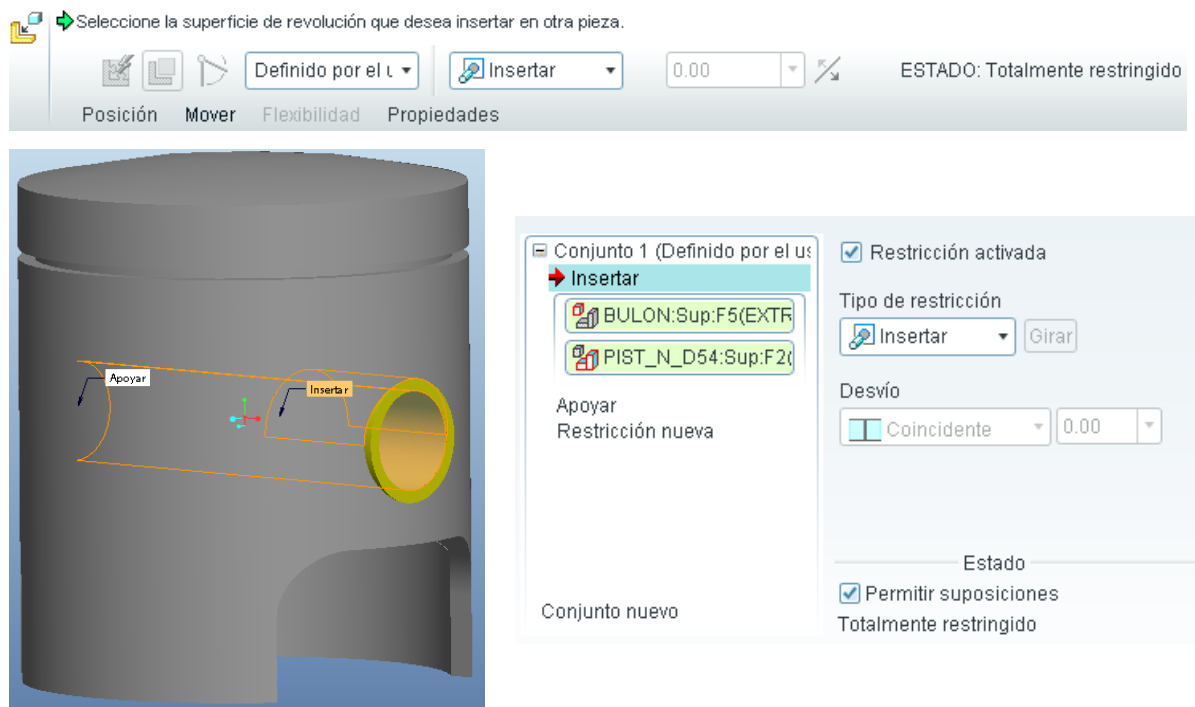 Seleccione la superficie de revolución que desea insertar en otra pieza.
Definido por el ι Insertar 0.00 ESTADO: Totalmente restringido
Posición Mover Flexibilidad Propiedades
Apoyar
Insertar
Conjunto 1 (Definido por el us
Insertar
BULON:Sup:F5(EXTR
PIST_N_D54:Sup:F2(
Apoyar
Restricción nueva
Conjunto nuevo
Restricción activada
Tipo de restricción
Insertar Girar
Desvío
Coincidente 0.00
Estado
Permitir suposiciones
Totalmente restringido